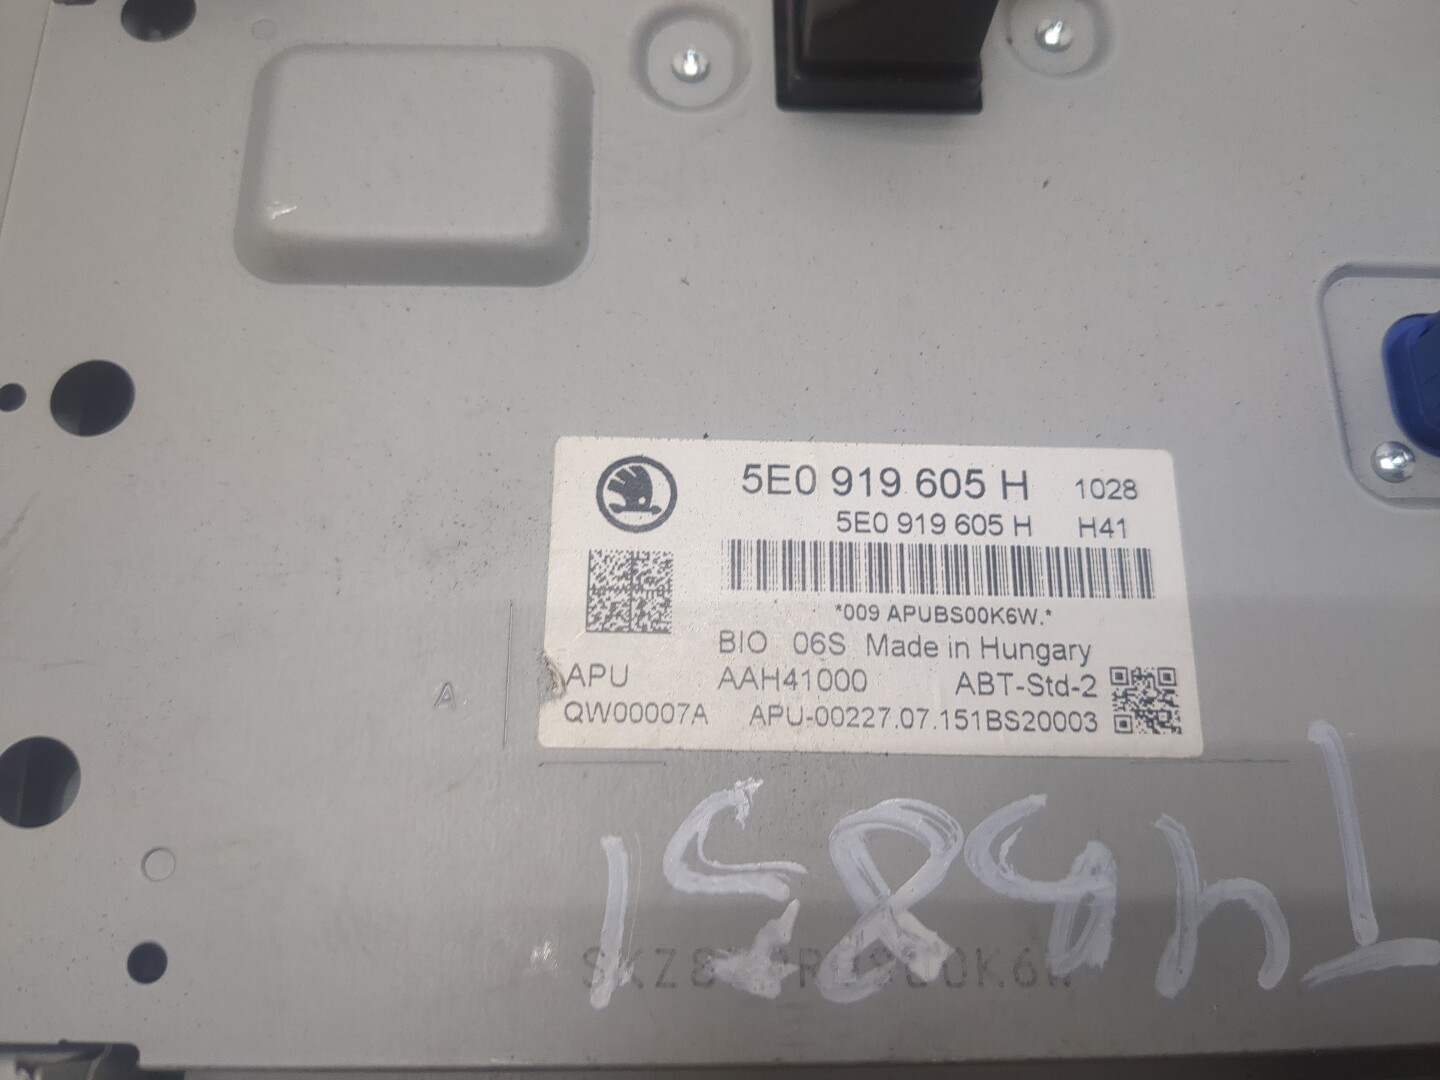 5E0 919 605 H 1028
5E0 919 605 H H41
*009 APUBS00K6W.*
BIO 06S Made in Hungary
APU AAH41000 ABT-Std-2
QW00007A APU-00227.07.151BS20003
A